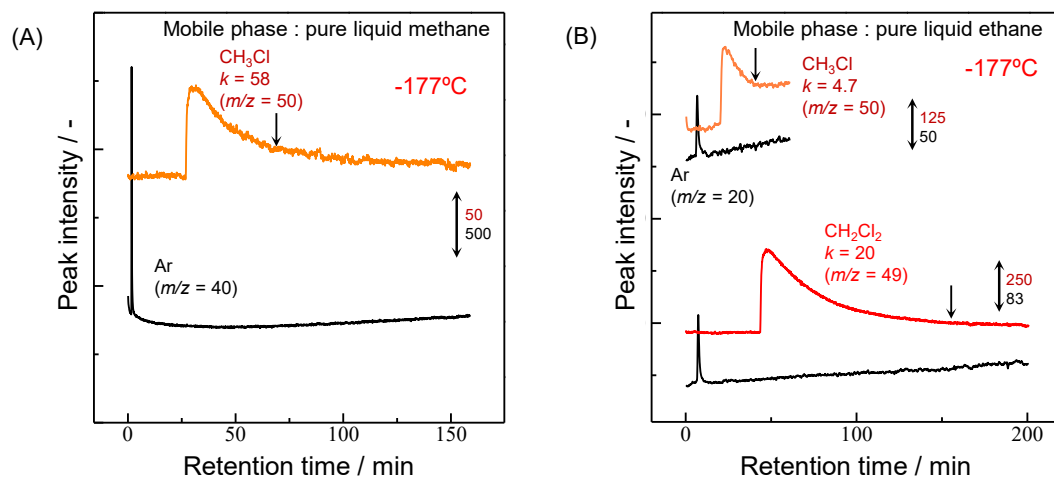 (A)
Mobile phase : pure liquid methane
CH₃Cl
k = 58
(m/z = 50)
-177ºC
50
500
Ar
(m/z = 40)
Peak intensity / -
0
50
100
150
Retention time / min
(B)
Mobile phase : pure liquid ethane
CH₃Cl
k = 4.7
(m/z = 50)
-177ºC
125
50
Ar
(m/z = 20)
CH₂Cl₂
k = 20
(m/z = 49)
250
83
Peak intensity / -
0
100
200
Retention time / min